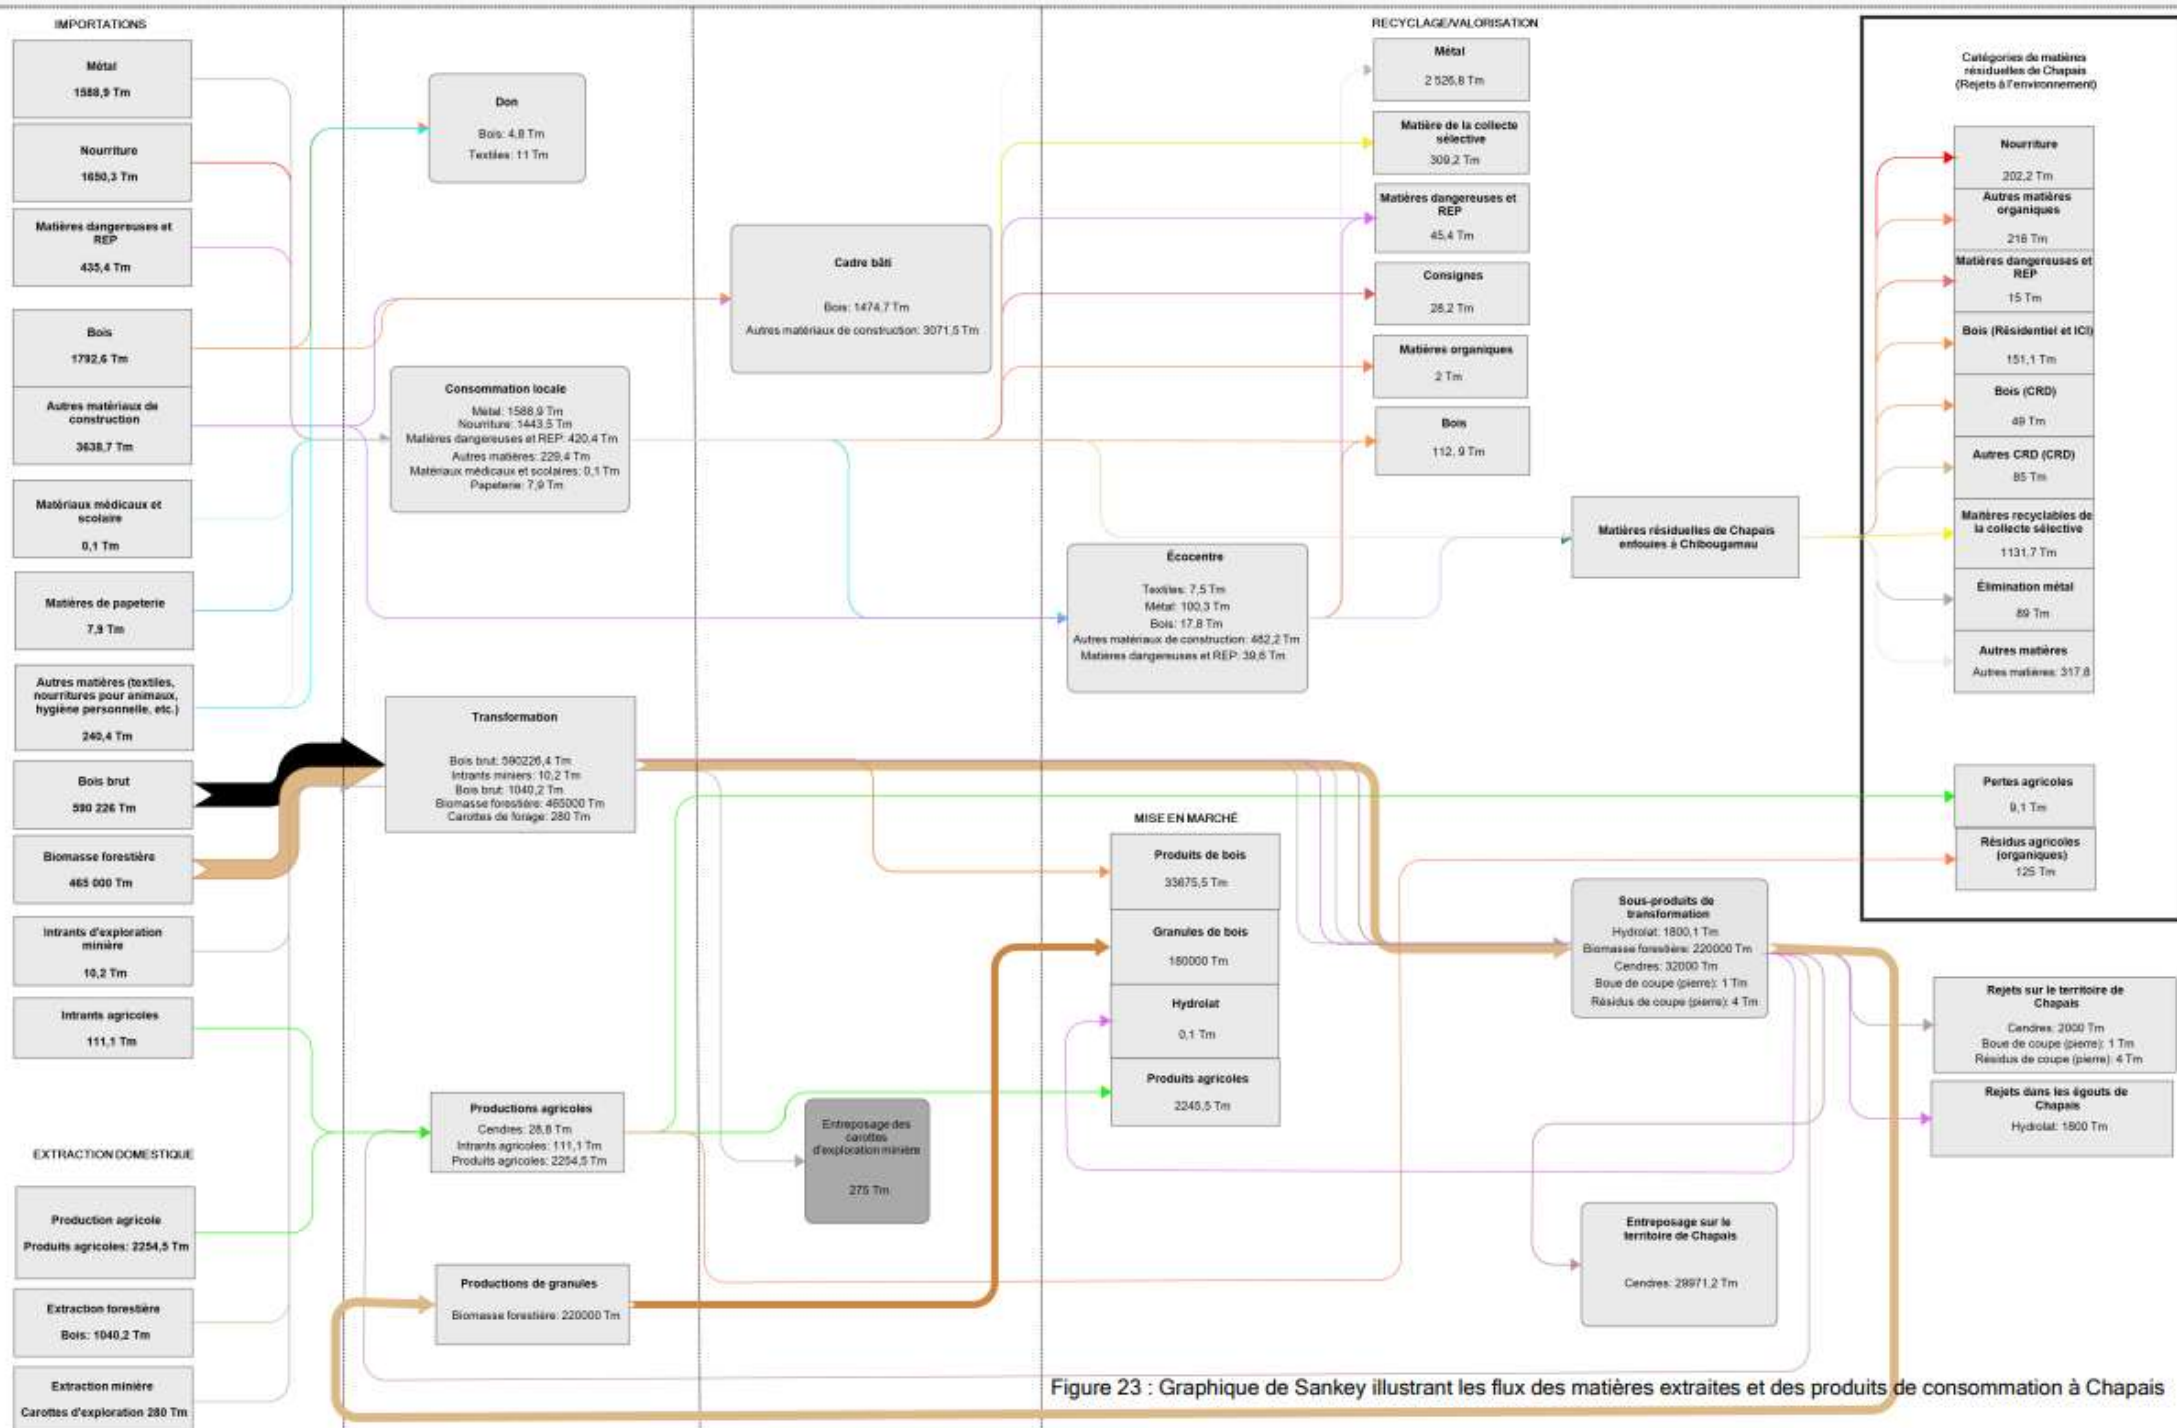 IMPORTATIONS
Métal
1588,9 Tm
Nourriture
1650,3 Tm
Matières dangereuses et
REP
435,4 Tm
Bois
1792,6 Tm
Autres matériaux de
construction
3638,7 Tm
Matériaux médicaux et
scolaire
0,1 Tm
Matières de papeterie
7,9 Tm
Autres matières (textiles,
nourritures pour animaux,
hygiène personnelle, etc.)
240,4 Tm
Bois brut
590 226 Tm
Biomasse forestière
465 000 Tm
Intrants d'exploration
minière
10,2 Tm
Intrants agricoles
111,1 Tm
EXTRACTION DOMESTIQUE
Production agricole
Produits agricoles: 2254,5 Tm
Extraction forestière
Bois: 1040,2 Tm
Extraction minière
Carottes d'exploration 280 Tm
Don
Bois: 4,8 Tm
Textiles: 11 Tm
Consommation locale
Métal: 1588,9 Tm
Nourriture: 1443,5 Tm
Matières dangereuses et REP: 420,4 Tm
Autres matières: 229,4 Tm
Matériaux médicaux et scolaires: 0,1 Tm
Papeterie: 7,9 Tm
Transformation
Bois brut: 590226,4 Tm
Intrants miniers: 10,2 Tm
Bois brut: 1040,2 Tm
Biomasse forestière: 465000 Tm
Carottes de forage: 280 Tm
Productions agricoles
Cendres: 28,8 Tm
Intrants agricoles: 111,1 Tm
Produits agricoles: 2254,5 Tm
Productions de granules
Biomasse forestière: 220000 Tm
Cadre bâti
Bois: 1474,7 Tm
Autres matériaux de construction: 3071,5 Tm
Entreposage des
carottes
d'exploration minière
275 Tm
Écocentre
Textiles: 7,5 Tm
Métal: 100,3 Tm
Bois: 17,8 Tm
Autres matériaux de construction: 482,2 Tm
Matières dangereuses et REP: 39,6 Tm
MISE EN MARCHÉ
Produits de bois
33675,5 Tm
Granules de bois
180000 Tm
Hydrolat
0,1 Tm
Produits agricoles
2245,5 Tm
RECYCLAGE/VALORISATION
Métal
2 526,8 Tm
Matière de la collecte
sélective
309,2 Tm
Matières dangereuses et
REP
45,4 Tm
Consignes
28,2 Tm
Matières organiques
2 Tm
Bois
112, 9 Tm
Matières résiduelles de Chapais
enfouies à Chibougamau
Sous-produits de
transformation
Hydrolat: 1800,1 Tm
Biomasse forestière: 220000 Tm
Cendres: 32000 Tm
Boue de coupe (pierre): 1 Tm
Résidus de coupe (pierre): 4 Tm
Entreposage sur le
territoire de Chapais
Cendres: 29971,2 Tm
Catégories de matières
résiduelles de Chapais
(Rejets à l'environnement)
Nourriture
202,2 Tm
Autres matières
organiques
216 Tm
Matières dangereuses et
REP
15 Tm
Bois (Résidentiel et ICI)
151,1 Tm
Bois (CRD)
49 Tm
Autres CRD (CRD)
85 Tm
Maitères recyclables de
la collecte sélective
1131,7 Tm
Élimination métal
89 Tm
Autres matières
Autres matières: 317,8
Pertes agricoles
9,1 Tm
Résidus agricoles
(organiques)
125 Tm
Rejets sur le territoire de
Chapais
Cendres: 2000 Tm
Boue de coupe (pierre): 1 Tm
Résidus de coupe (pierre): 4 Tm
Rejets dans les égouts de
Chapais
Hydrolat: 1800 Tm
Figure 23 : Graphique de Sankey illustrant les flux des matières extraites et des produits de consommation à Chapais